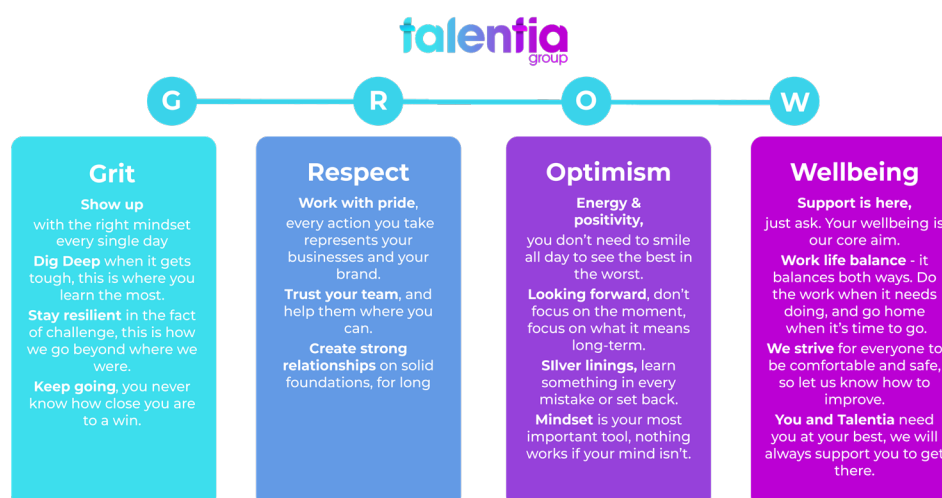 talentia
group
G
R
O
W
Grit
Show up
with the right mindset
every single day
Dig Deep when it gets
tough, this is where you
learn the most.
Stay resilient in the fact
of challenge, this is how
we go beyond where we
were.
Keep going, you never
know how close you are
to a win.
Respect
Work with pride,
every action you take
represents your
businesses and your
brand.
Trust your team, and
help them where you
can.
Create strong
relationships on solid
foundations, for long
Optimism
Energy &
positivity,
you don't need to smile
all day to see the best in
the worst.
Looking forward, don't
focus on the moment,
focus on what it means
long-term.
SIlver linings, learn
something in every
mistake or set back.
Mindset is your most
important tool, nothing
works if your mind isn't.
Wellbeing
Support is here,
just ask. Your wellbeing is
our core aim.
Work life balance - it
balances both ways. Do
the work when it needs
doing, and go home
when it's time to go.
We strive for everyone to
be comfortable and safe,
so let us know how to
improve.
You and Talentia need
you at your best, we will
always support you to get
there.